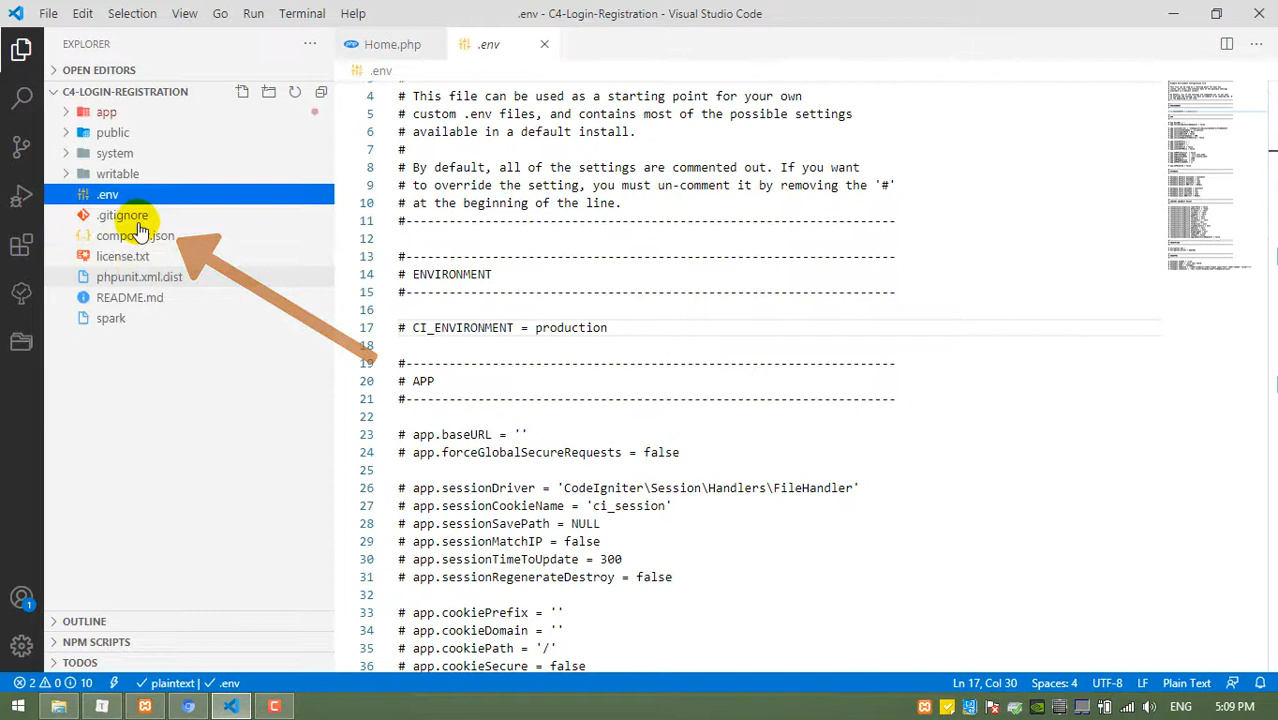 File Edit Selection View Go Run Terminal Help
.env - C4-Login-Registration - Visual Studio Code
EXPLORER
OPEN EDITORS
C4-LOGIN-REGISTRATION
app
public
system
writable
.env
.gitignore
license.txt
phpunit.xml.dist
README.md
spark
OUTLINE
NPM SCRIPTS
TODOS
Home.php .env
.env
4 # This file can be used as a starting point for your own
5 # custom .env files, and contains most of the possible settings
6 # available in a default install.
7 #
8 # By default, all of the settings are commented out. If you want
9 # to override the setting, you must un-comment it by removing the '#'
10 # at the beginning of the line.
11 #--------------------------------------------------------------------
12
13 #--------------------------------------------------------------------
14 # ENVIRONMENT
15 #--------------------------------------------------------------------
16
17 # CI_ENVIRONMENT = production
18
19 #--------------------------------------------------------------------
20 # APP
21 #--------------------------------------------------------------------
22
23 # app.baseURL = ''
24 # app.forceGlobalSecureRequests = false
25
26 # app.sessionDriver = 'CodeIgniter\Session\Handlers\FileHandler'
27 # app.sessionCookieName = 'ci_session'
28 # app.sessionSavePath = NULL
29 # app.sessionMatchIP = false
30 # app.sessionTimeToUpdate = 300
31 # app.sessionRegenerateDestroy = false
33 # app.cookiePrefix = ''
34 # app.cookieDomain = ''
35 # app.cookiePath = '/'
36 # app.cookieSecure = false
2 0 10 plaintext | .env
Ln 17, Col 30 Spaces: 4 UTF-8 LF Plain Text
1
ENG 5:09 PM